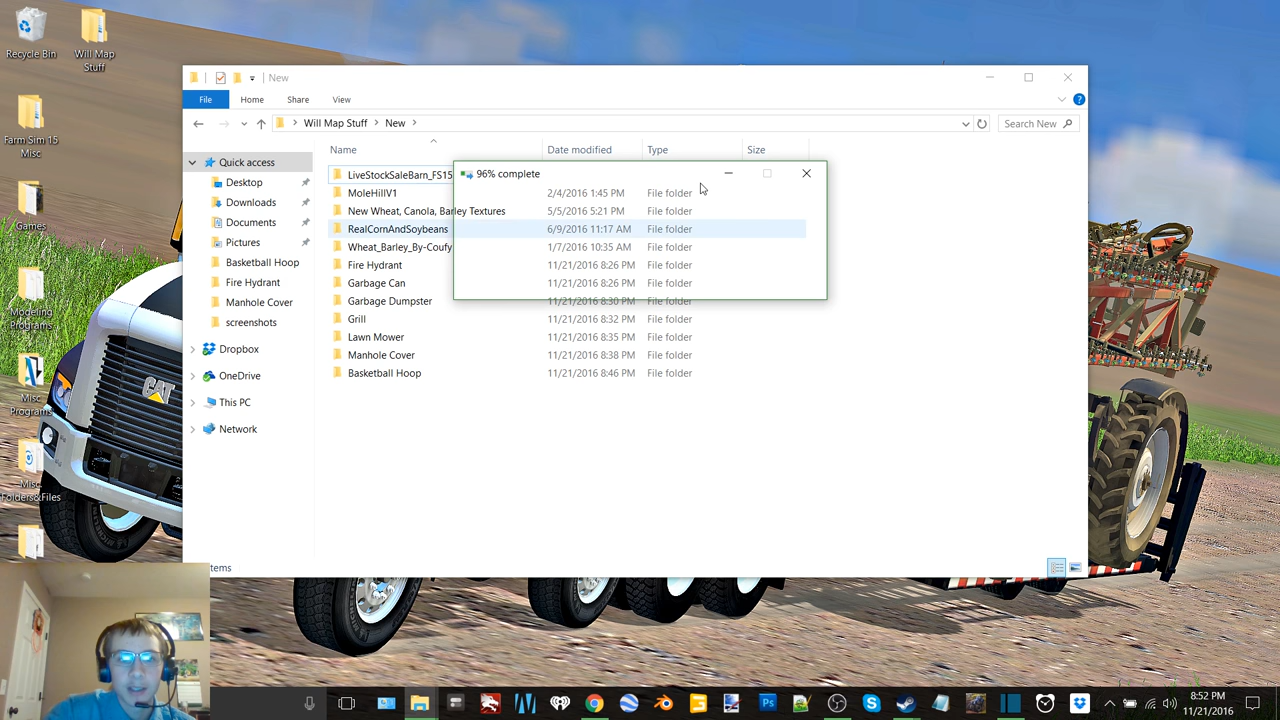 Recycle Bin
Will Map
Stuff
Farm Sim 15
Misc
Games
Modeling
Programs
Misc
Programs
Misc
Folders&Files
New
File
Home
Share
View
Will Map Stuff
New
Search New
Name
Date modified
Type
Size
Quick access
Desktop
Downloads
Documents
Pictures
Basketball Hoop
Fire Hydrant
Manhole Cover
screenshots
Dropbox
OneDrive
This PC
Network
96% complete
LiveStockSaleBarn_FS15
MoleHillV1 2/4/2016 1:45 PM File folder
New Wheat, Canola, Barley Textures 5/5/2016 5:21 PM File folder
RealCornAndSoybeans 6/9/2016 11:17 AM File folder
Wheat_Barley_By-Coufy 1/7/2016 10:35 AM File folder
Fire Hydrant 11/21/2016 8:26 PM File folder
Garbage Can 11/21/2016 8:26 PM File folder
Garbage Dumpster 11/21/2016 8:30 PM File folder
Grill 11/21/2016 8:32 PM File folder
Lawn Mower 11/21/2016 8:35 PM File folder
Manhole Cover 11/21/2016 8:38 PM File folder
Basketball Hoop 11/21/2016 8:46 PM File folder
tems
CAT
8:52 PM
11/21/2016